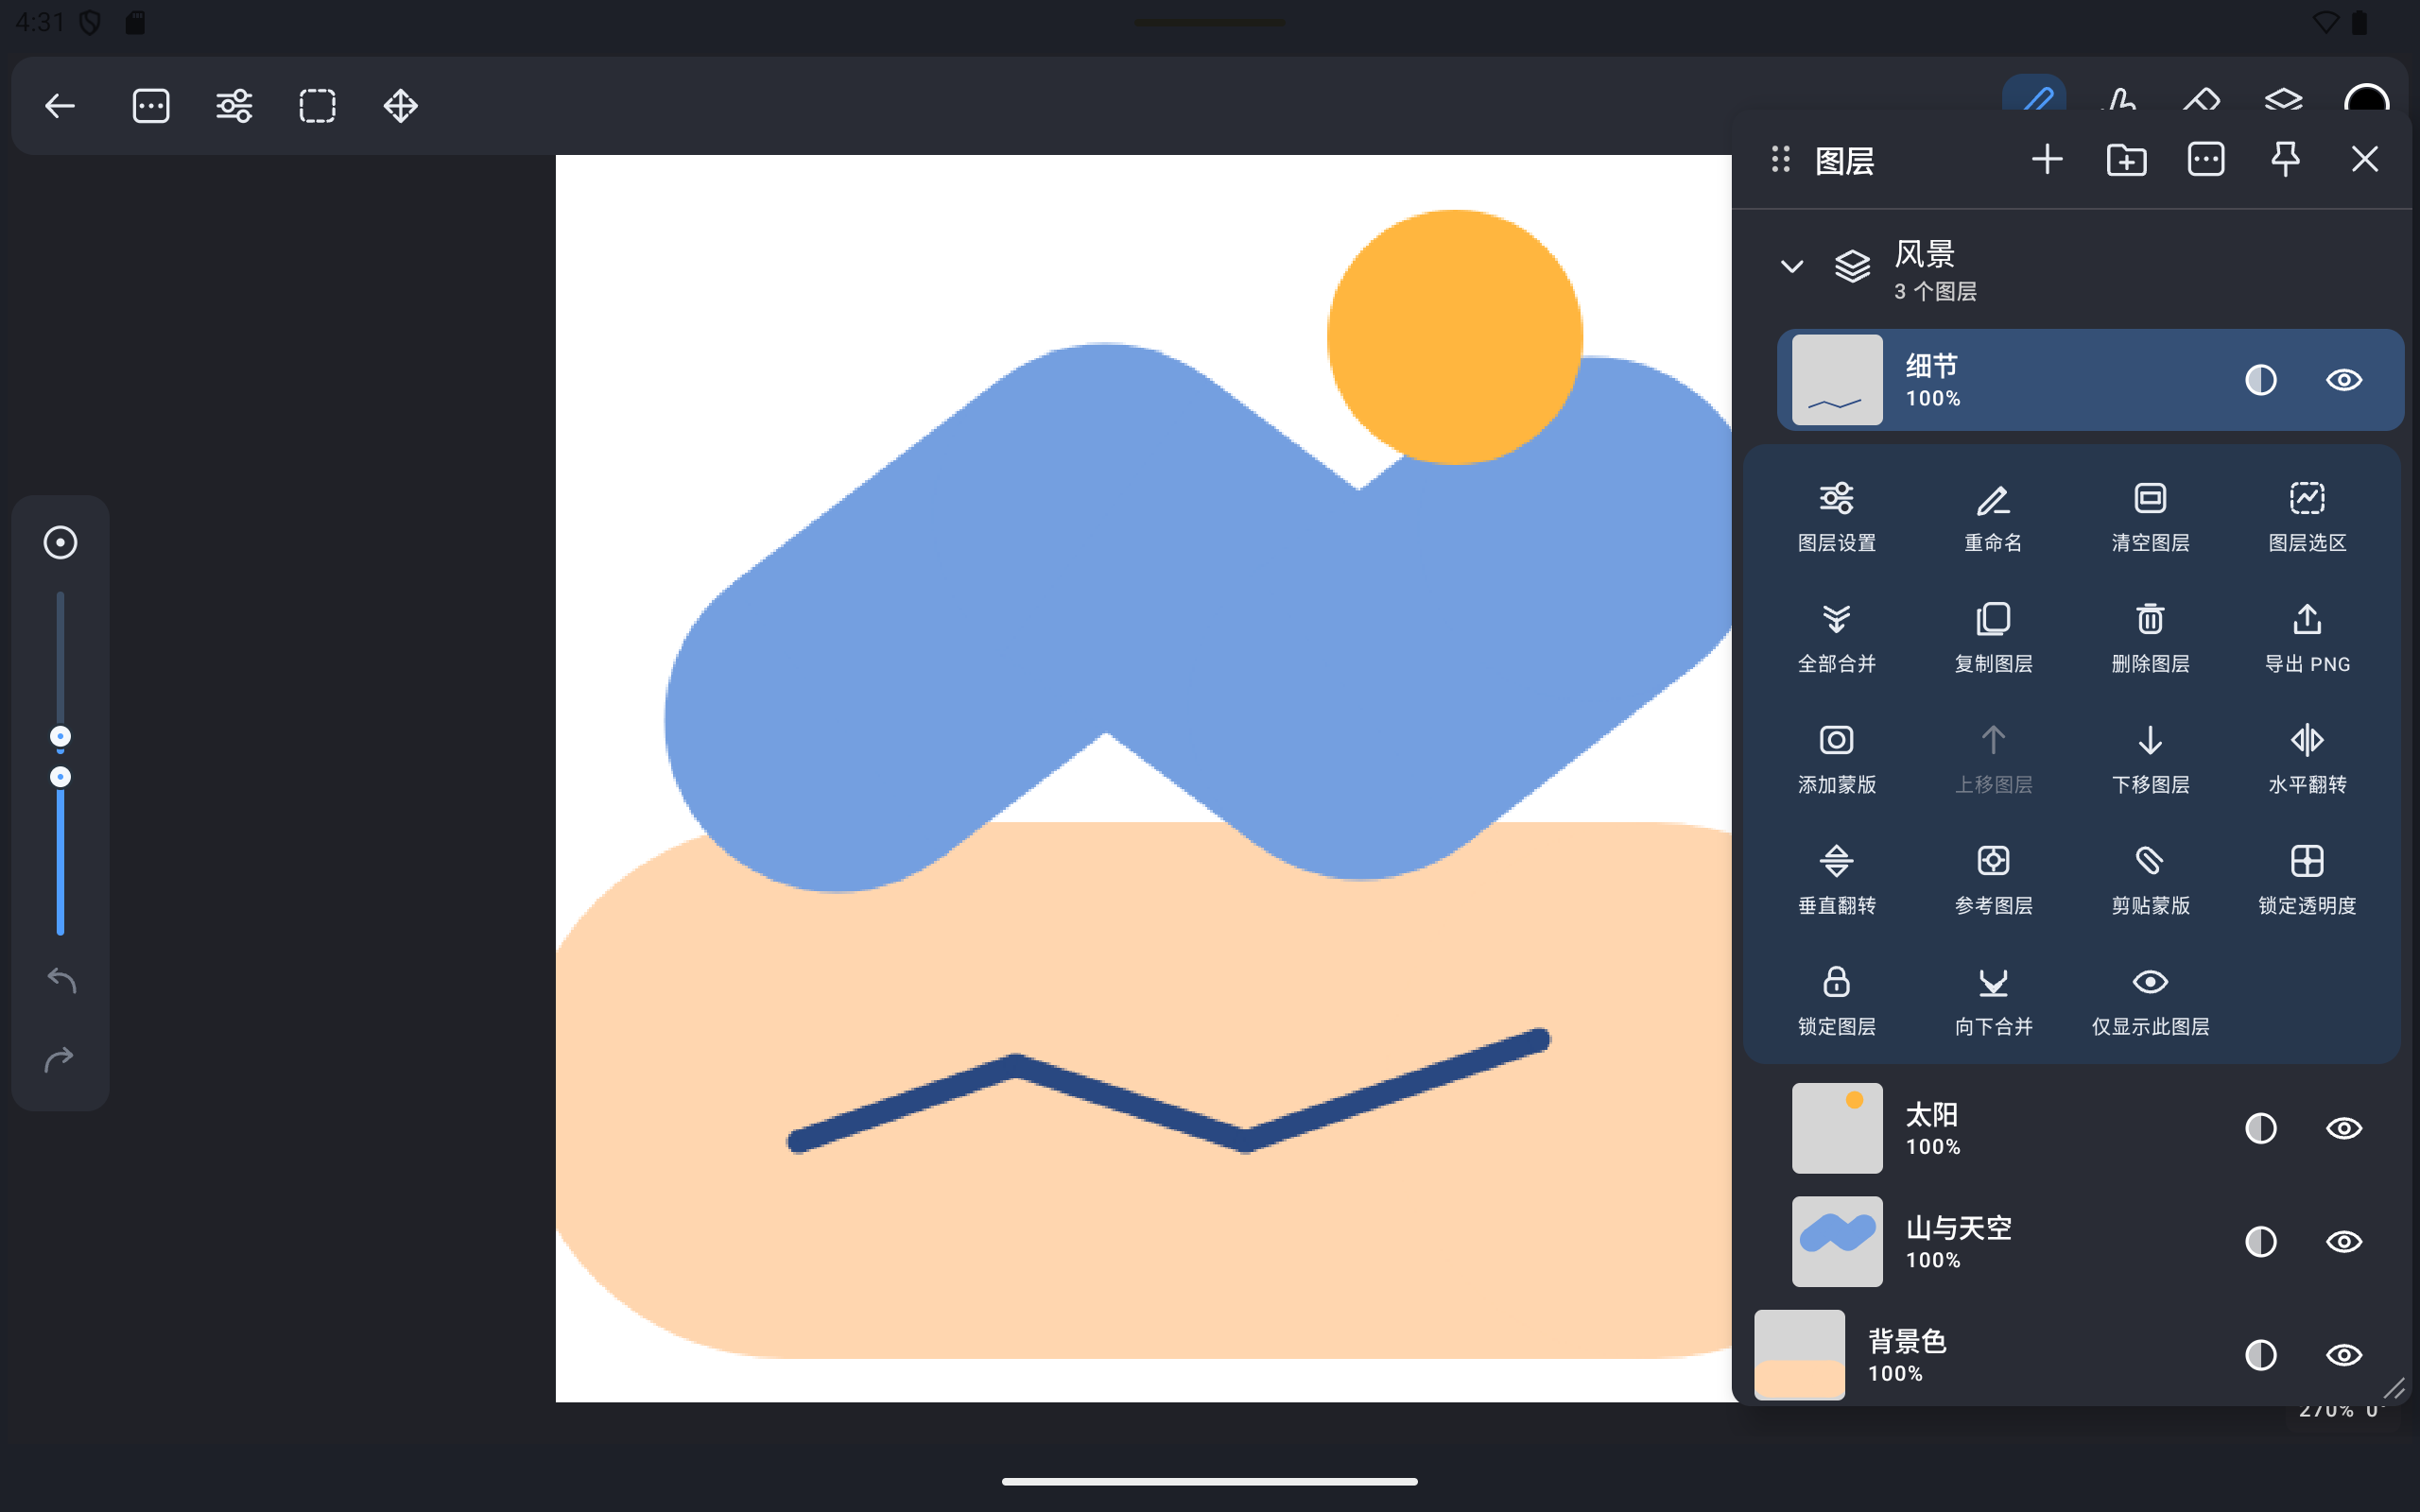 4:31
图层
风景
3 个图层
细节
100%
图层设置 重命名 清空图层 图层选区
全部合并 复制图层 删除图层 导出 PNG
添加蒙版 上移图层 下移图层 水平翻转
垂直翻转 参考图层 剪贴蒙版 锁定透明度
锁定图层 向下合并 仅显示此图层
太阳
100%
山与天空
100%
背景色
100%
270% 0°